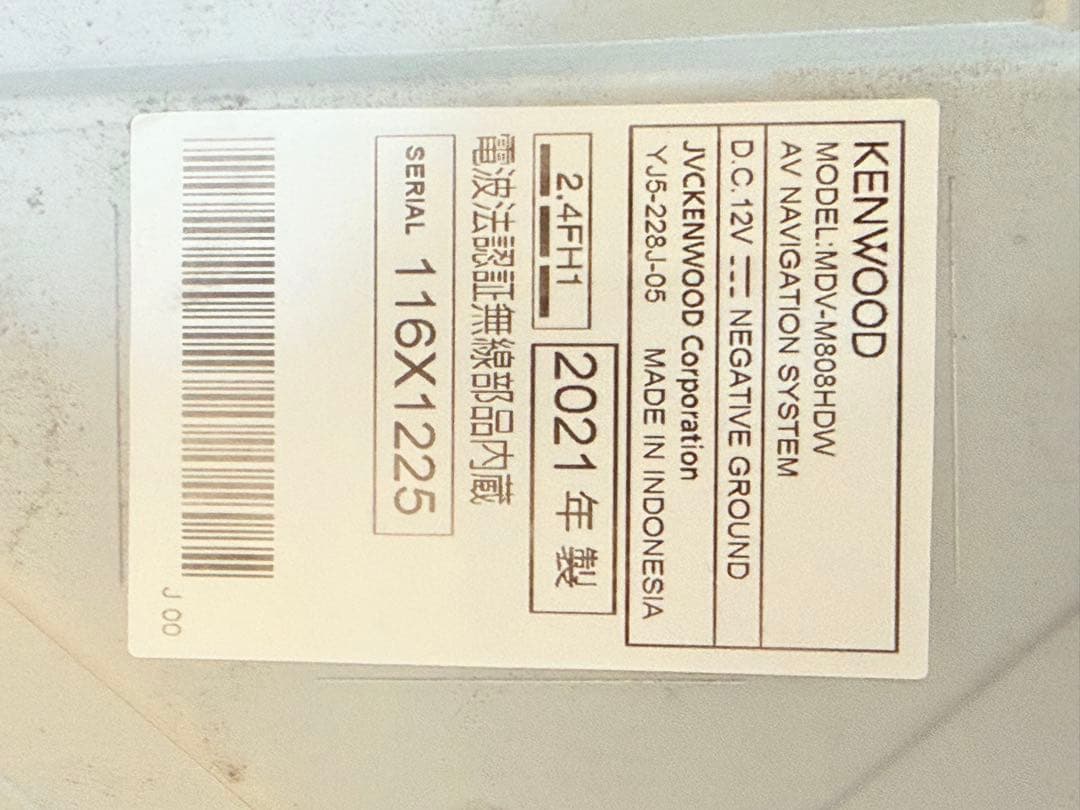 KENWOOD
MODEL:MDV-M808HDW
AV NAVIGATION SYSTEM
D.C.12V NEGATIVE GROUND
JVCKENWOOD Corporation
YJ5-228J-05 MADE IN INDONESIA
2.4FH1
2021 年 製
電波法認証無線部品内蔵
SERIAL 116X1225
J 00